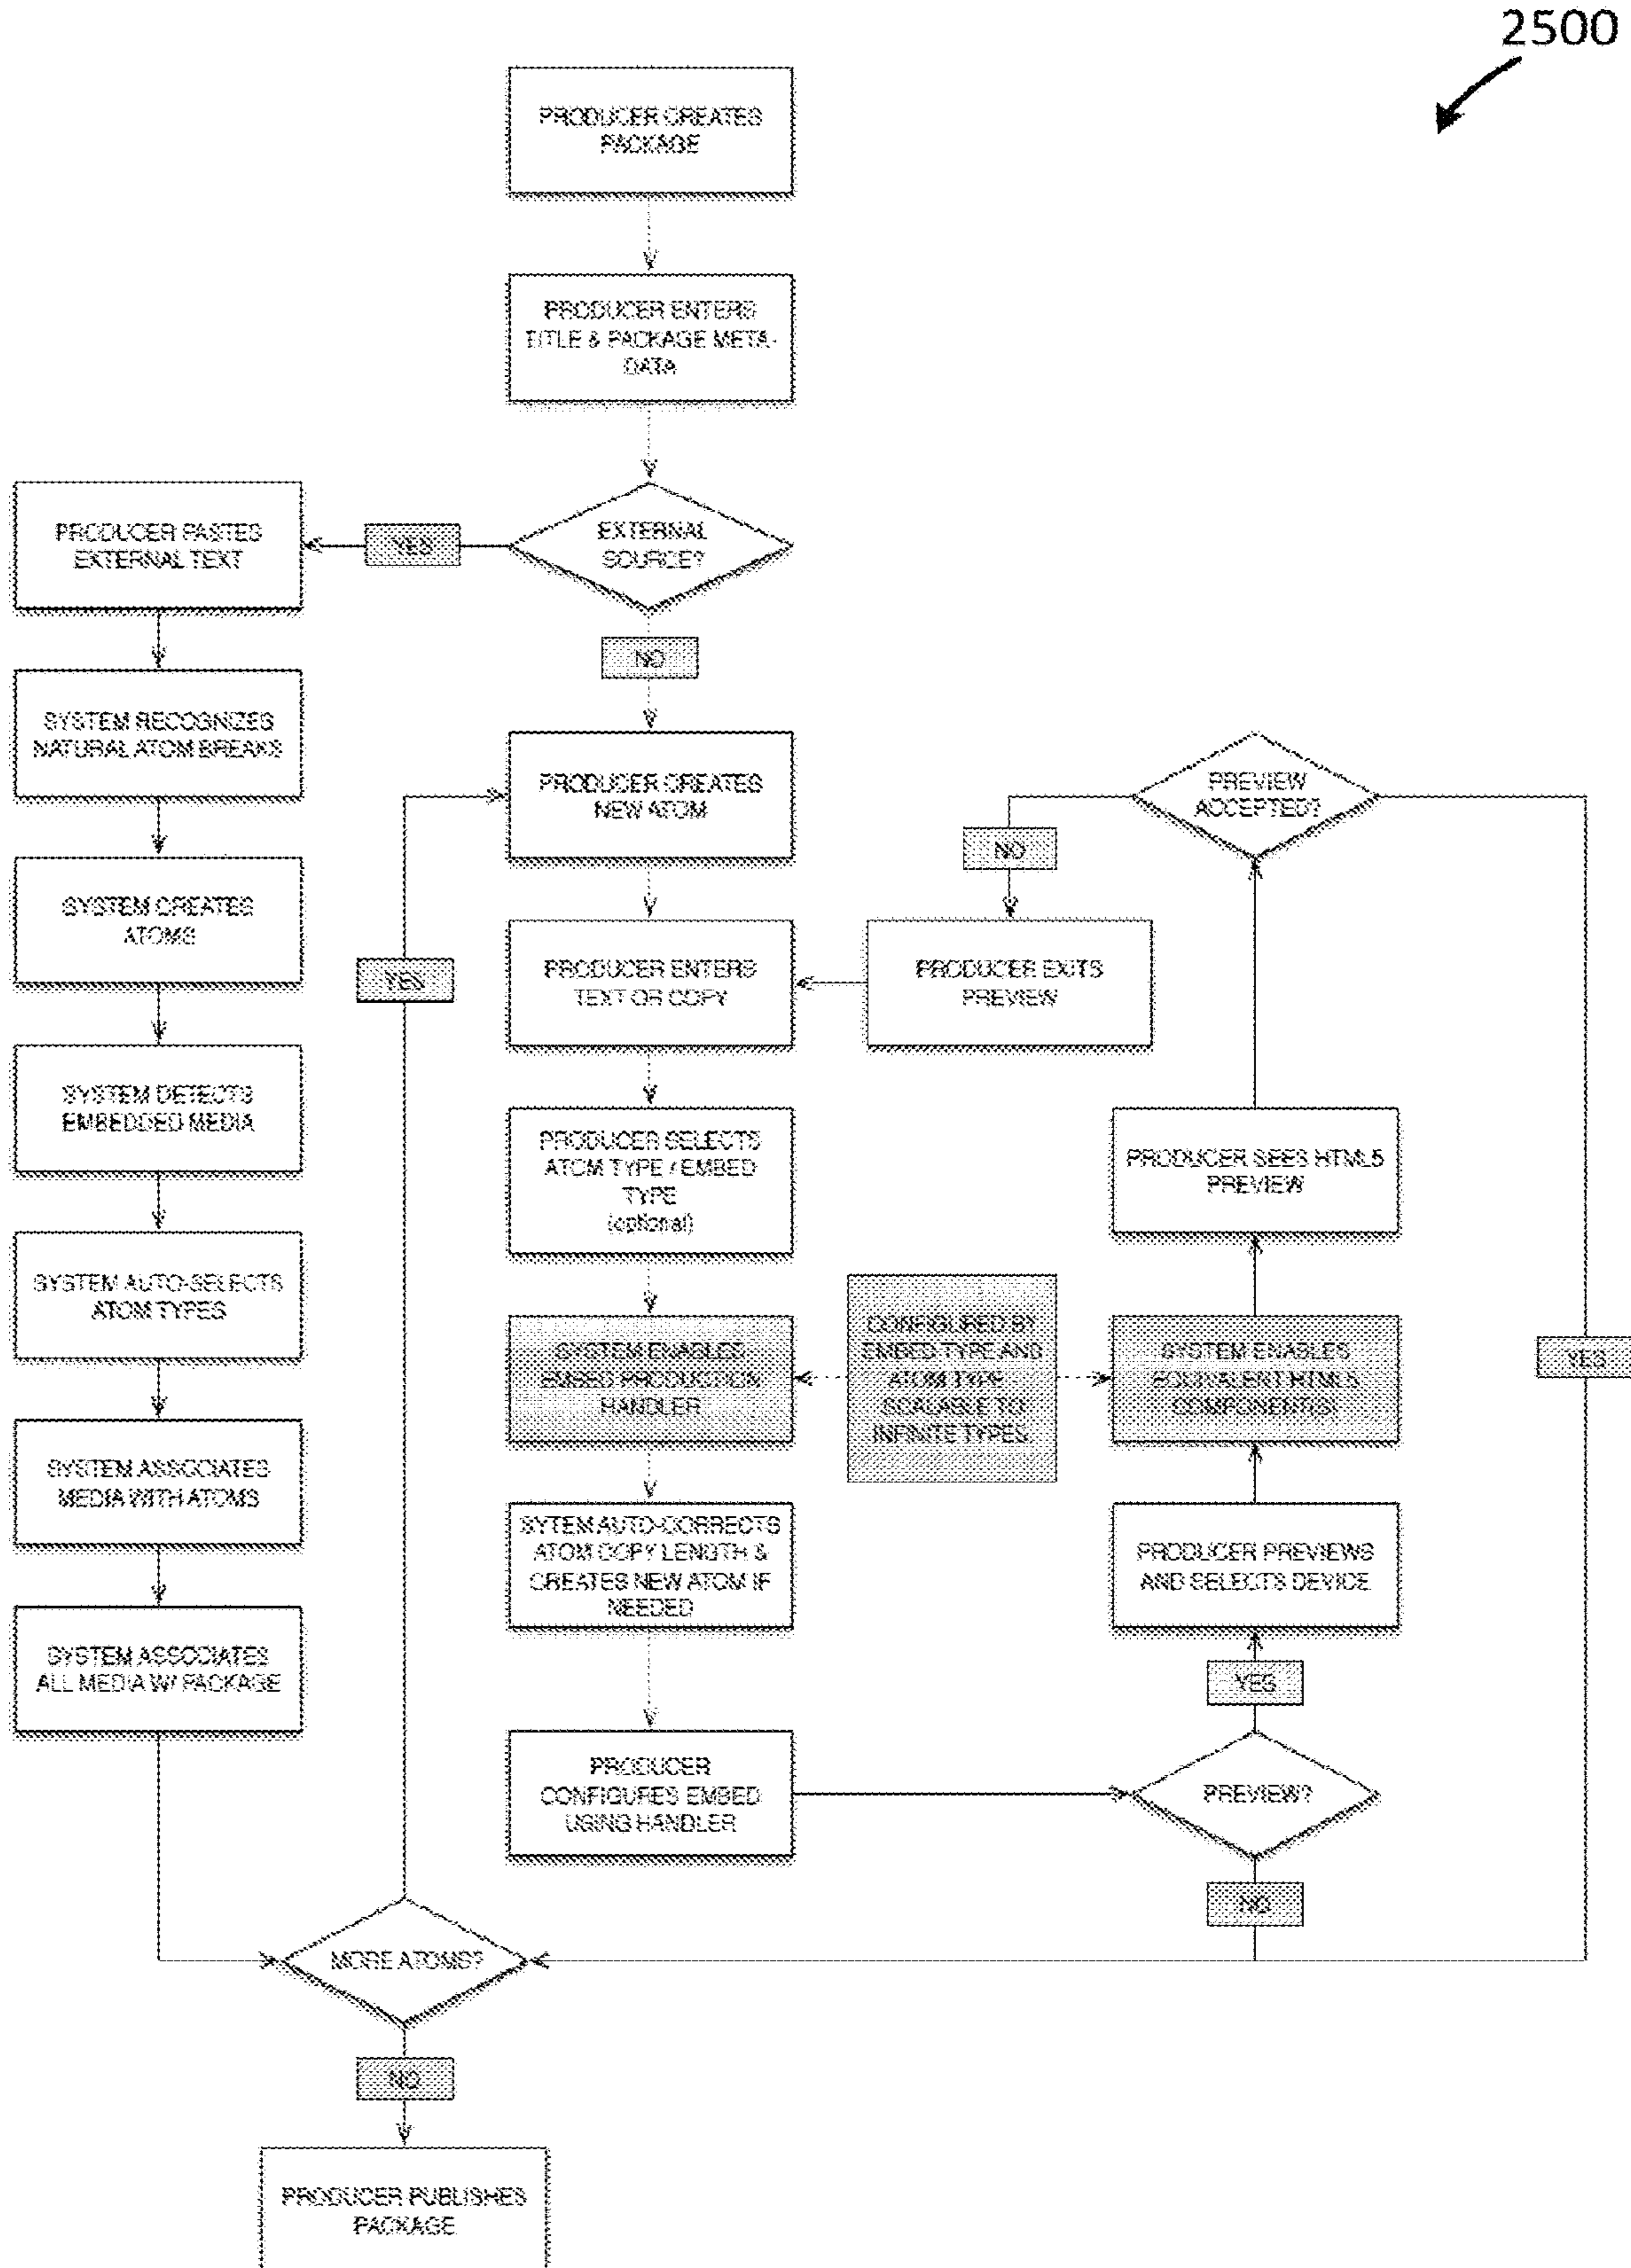 2500
PRODUCER CREATES
PACKAGE
PRODUCER ENTERS
TITLE & PACKAGE META-
DATA
EXTERNAL
SOURCE?
YES
NO
PRODUCER PASTES
EXTERNAL TEXT
SYSTEM RECOGNIZES
NATURAL ATOM BREAKS
SYSTEM CREATES
ATOMS
SYSTEM DETECTS
EMBEDDED MEDIA
SYSTEM AUTO-SELECTS
ATOM TYPES
SYSTEM ASSOCIATES
MEDIA WITH ATOMS
SYSTEM ASSOCIATES
ALL MEDIA W/ PACKAGE
YES
PRODUCER CREATES
NEW ATOM
PRODUCER ENTERS
TEXT OR COPY
PRODUCER SELECTS
ATOM TYPE / EMBED
TYPE
(optional)
SYSTEM ENABLES
EMBED PRODUCTION
HANDLER
SYTEM AUTO-CORRECTS
ATOM COPY LENGTH &
CREATES NEW ATOM IF
NEEDED
PRODUCER
CONFIGURES EMBED
USING HANDLER
CONFIGURED BY
EMBED TYPE AND
ATOM TYPE -
SCALABLE TO
INFINITE TYPES.
PREVIEW
ACCEPTED?
NO
PRODUCER EXITS
PREVIEW
PRODUCER SEES HTML5
PREVIEW
SYSTEM ENABLES
EQUIVALENT HTML5
COMPONENT(S)
PRODUCER PREVIEWS
AND SELECTS DEVICE
YES
PREVIEW?
NO
YES
MORE ATOMS?
NO
PRODUCER PUBLISHES
PACKAGE